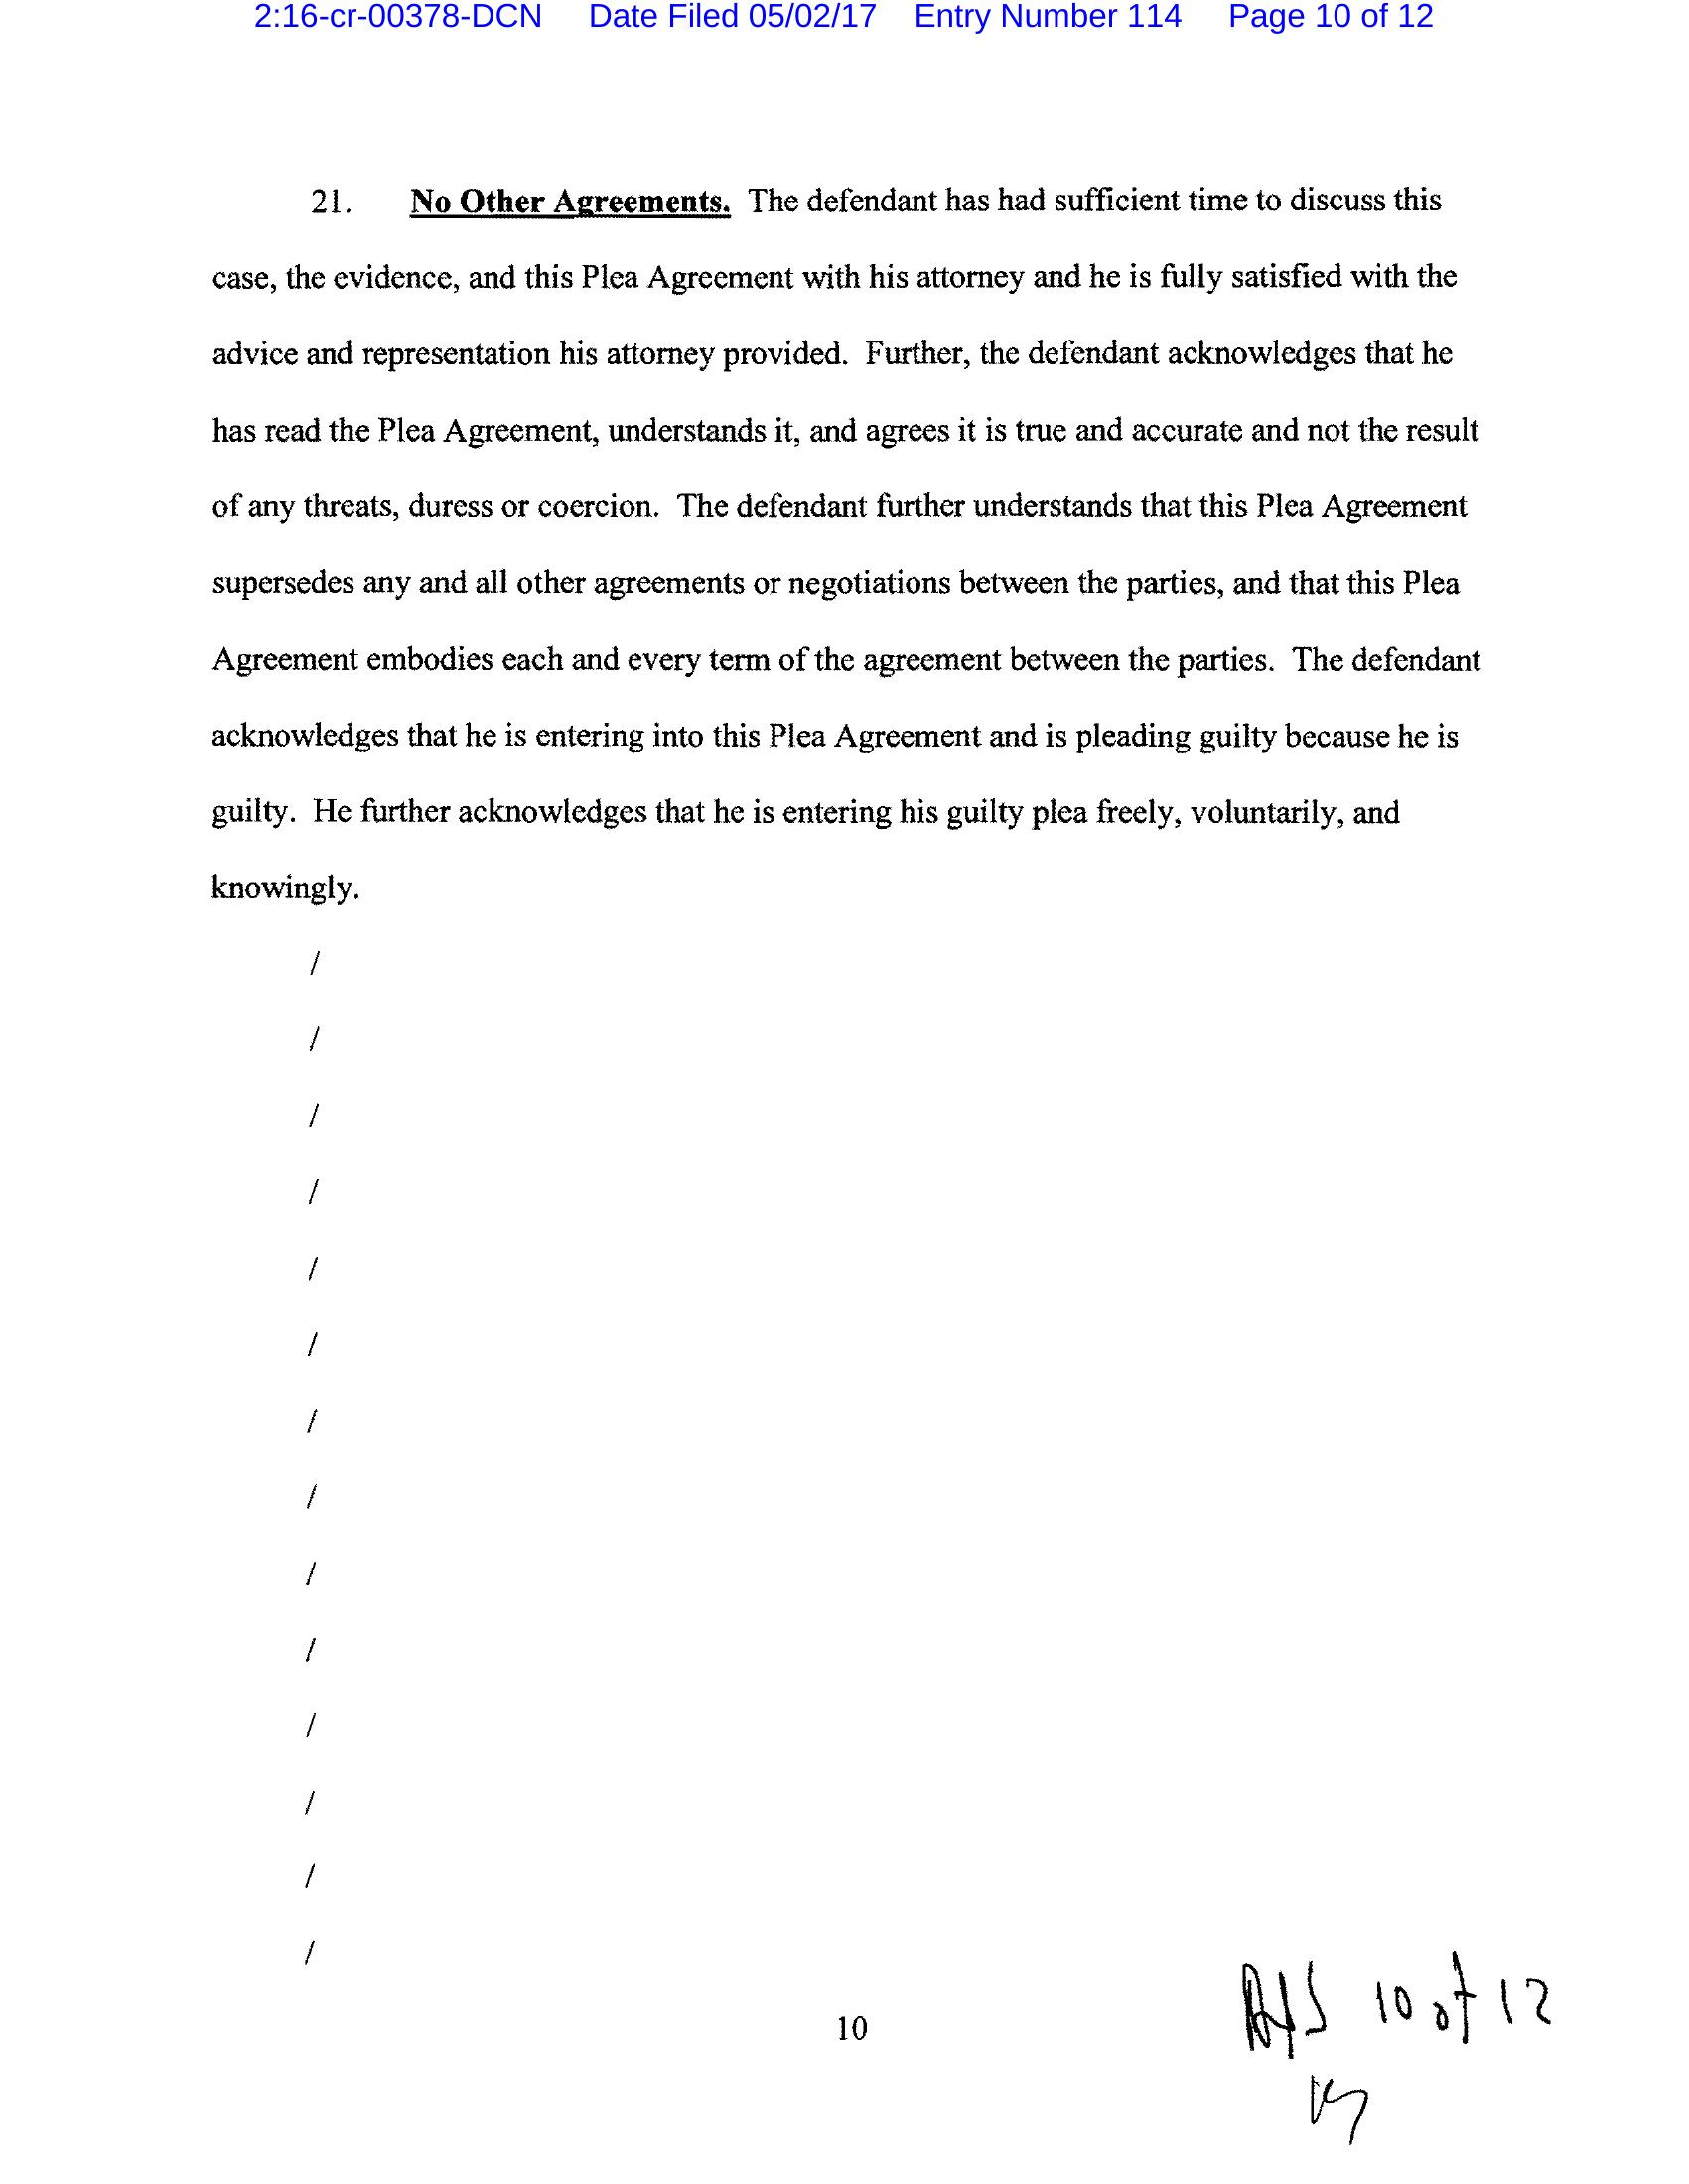 2:16-cr-00378-DCN Date Filed 05/02/17 Entry Number 114 Page 10 of 12
21. No Other Agreements. The defendant has had sufficient time to discuss this
case, the evidence, and this Plea Agreement with his attorney and he is fully satisfied with the
advice and representation his attorney provided. Further, the defendant acknowledges that he
has read the Plea Agreement, understands it, and agrees it is true and accurate and not the result
of any threats, duress or coercion. The defendant further understands that this Plea Agreement
supersedes any and all other agreements or negotiations between the parties, and that this Plea
Agreement embodies each and every term of the agreement between the parties. The defendant
acknowledges that he is entering into this Plea Agreement and is pleading guilty because he is
guilty. He further acknowledges that he is entering his guilty plea freely, voluntarily, and
knowingly.
/
/
/
/
/
/
/
/
/
/
/
/
/
/
10 of 12
10